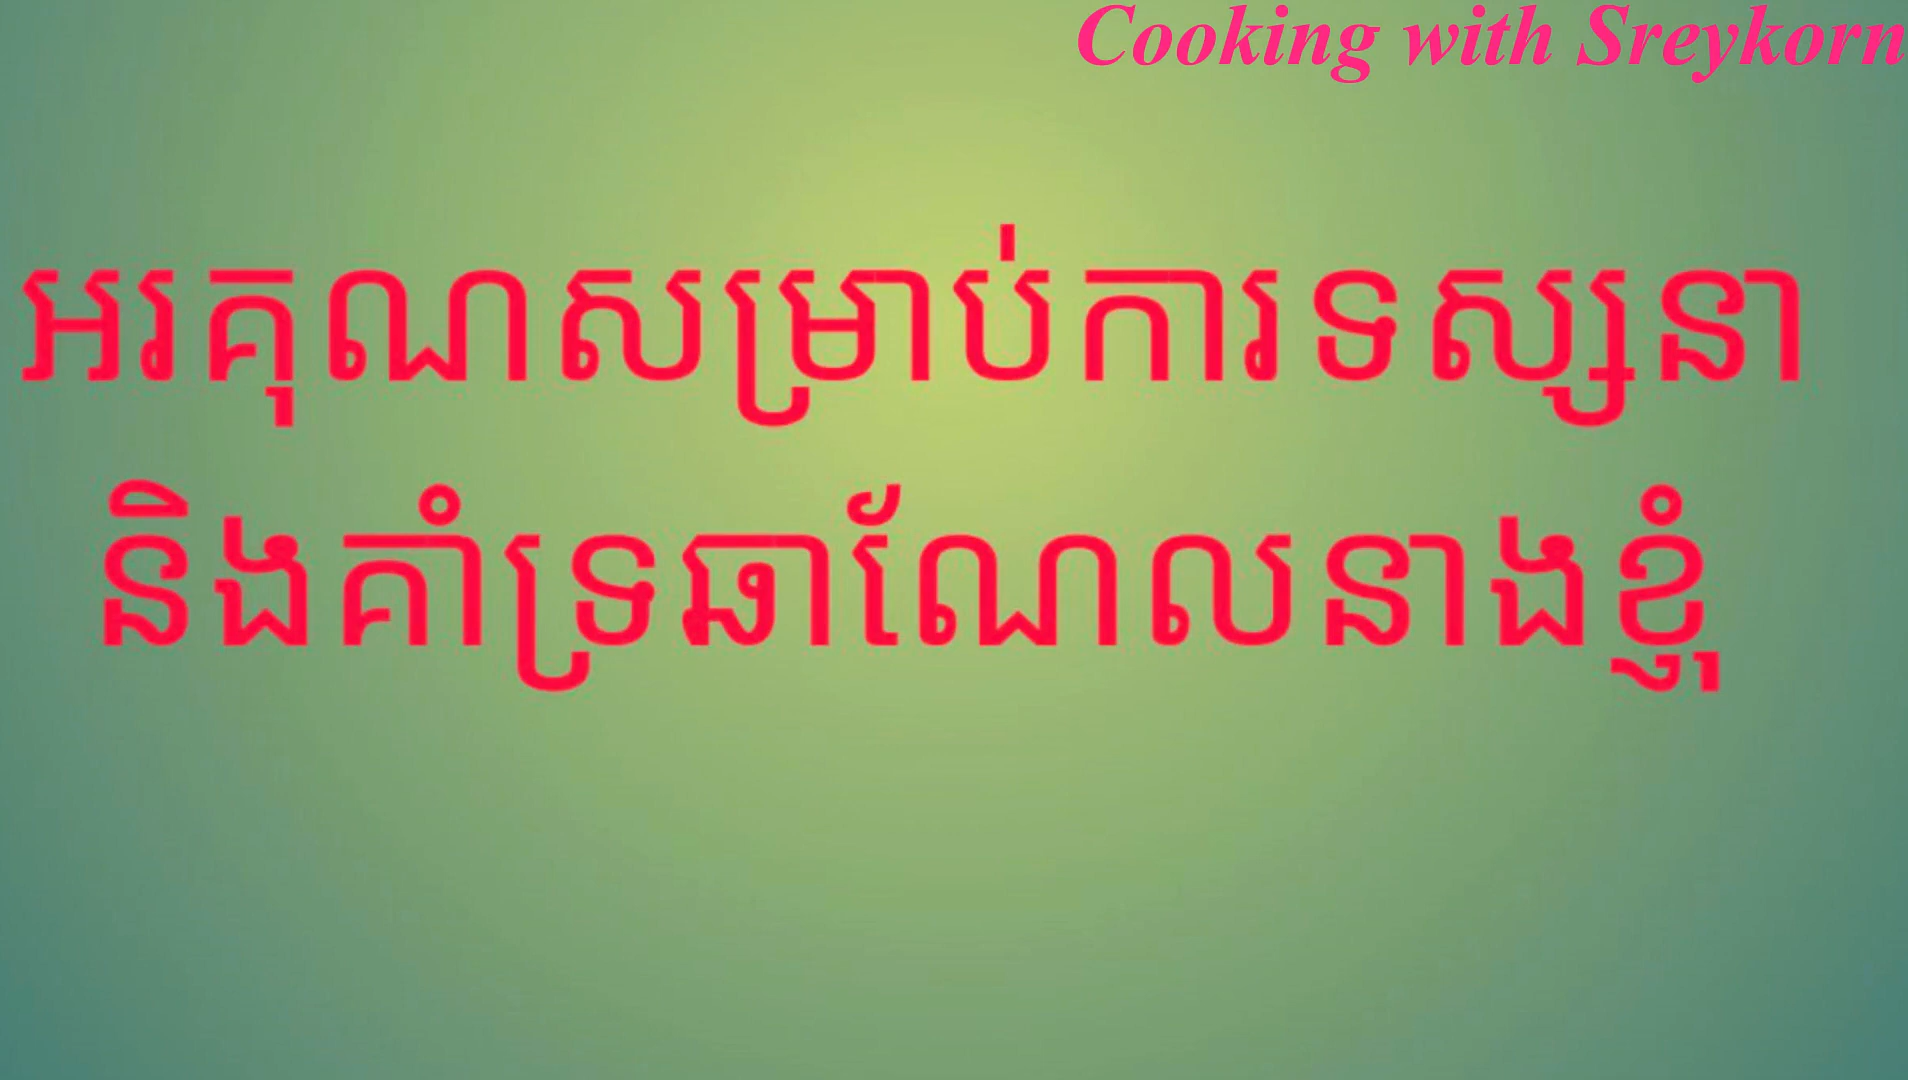 Cooking with Sreykorn
អរគុណសម្រាប់ការទស្សនា
និងគាំទ្រឆាណែលនាងខ្ញុំ